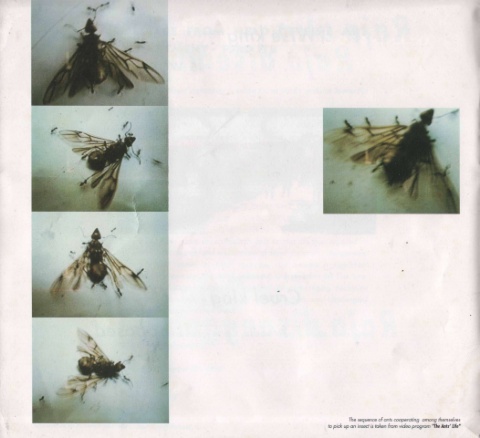 The sequence of ants cooperating among themselves
to pick up an insect is taken from video program "The Ants' Life"